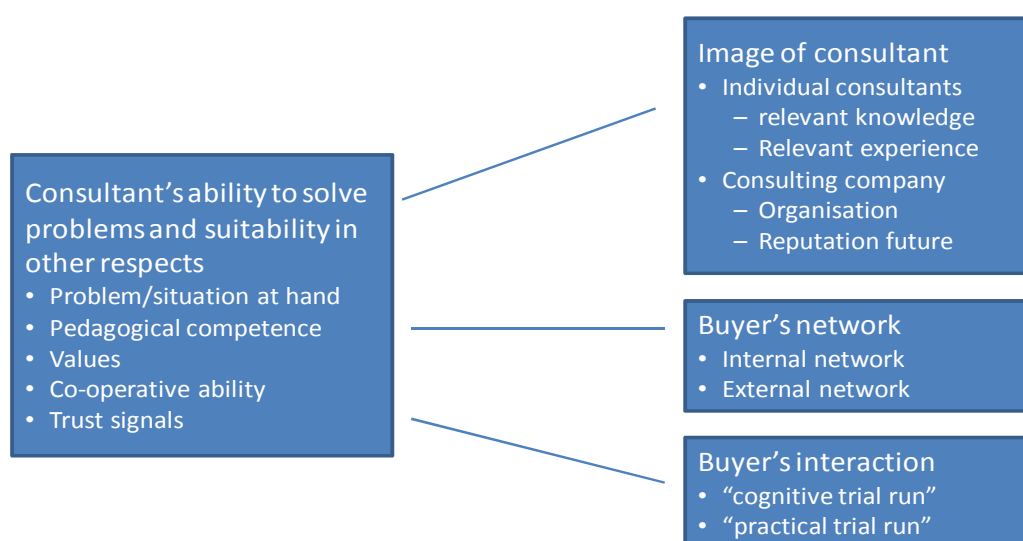 Consultant's ability to solve
problems and suitability in
other respects
• Problem/situation at hand
• Pedagogical competence
• Values
• Co-operative ability
• Trust signals
Image of consultant
• Individual consultants
– relevant knowledge
– Relevant experience
• Consulting company
– Organisation
– Reputation future
Buyer's network
• Internal network
• External network
Buyer's interaction
• “cognitive trial run”
• “practical trial run”